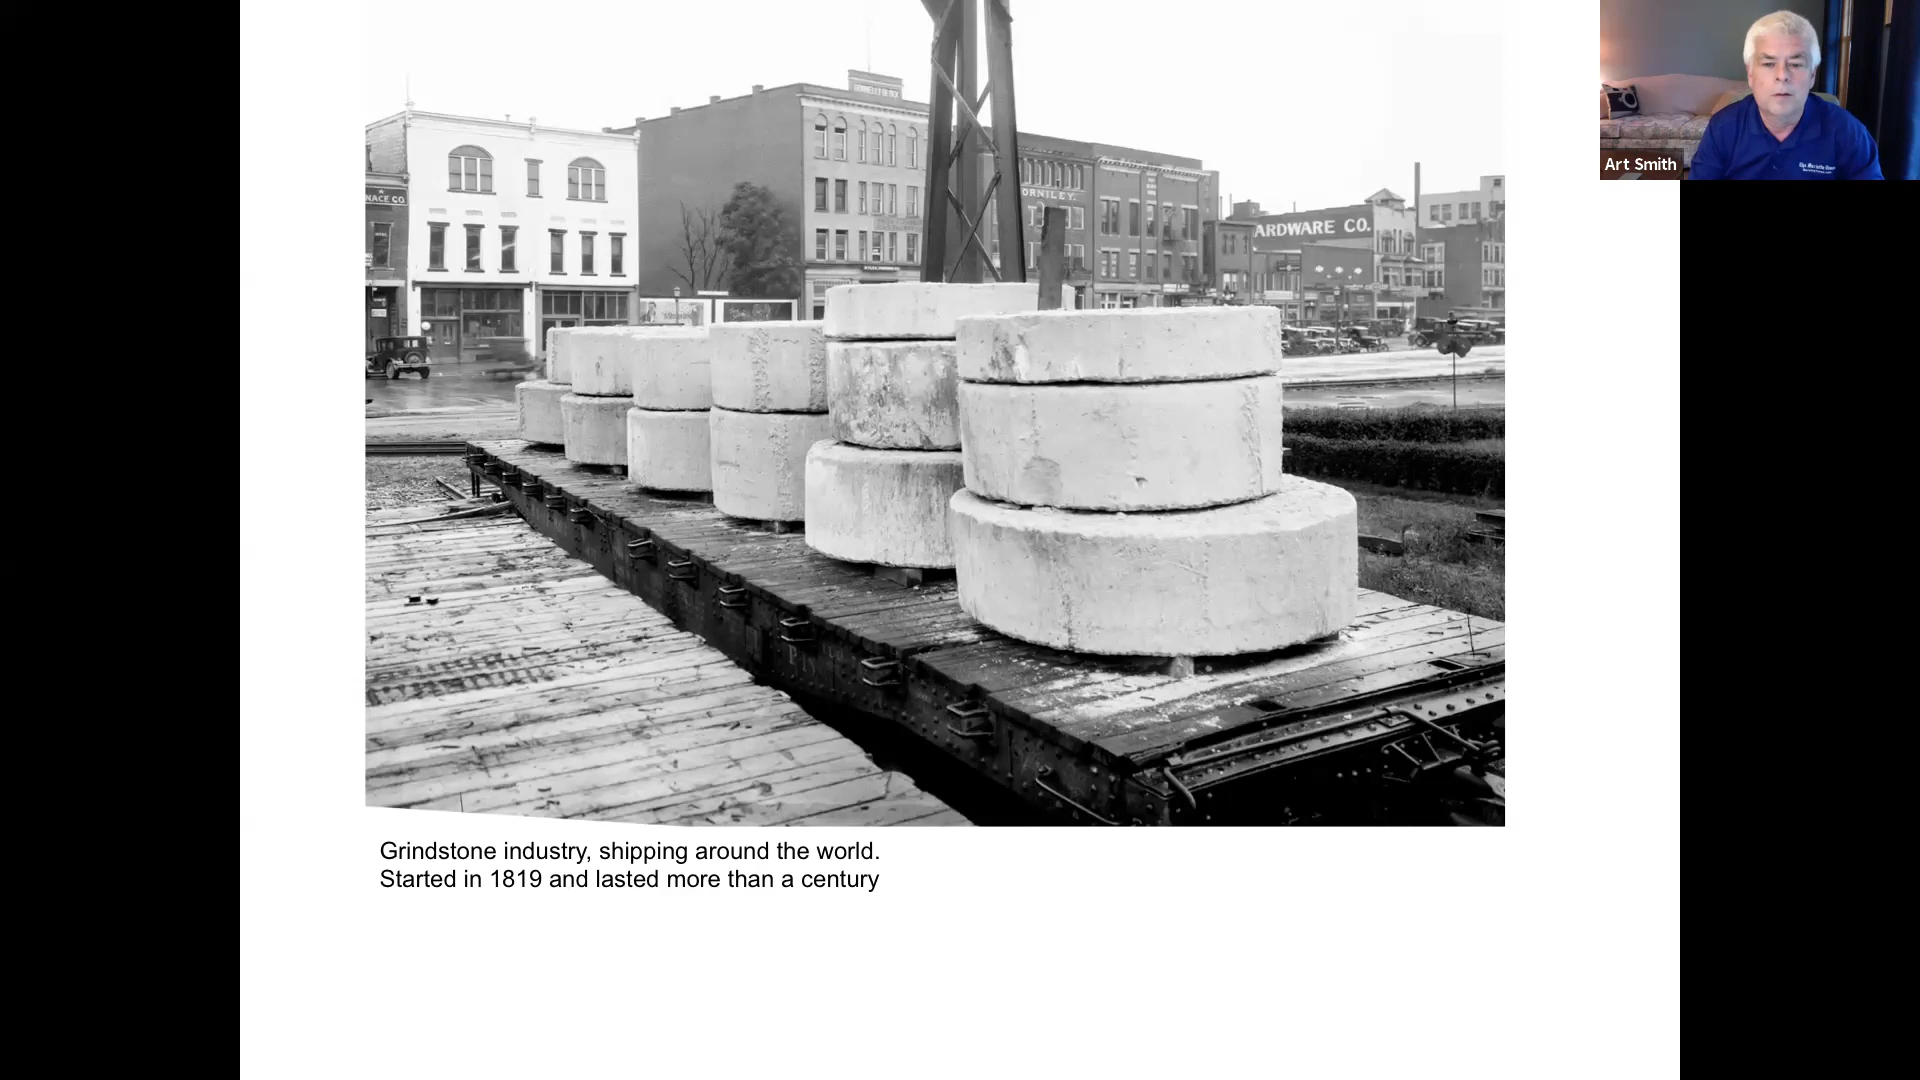 NACE CO.
ORNILEY.
ARDWARE CO.
Art Smith
Grindstone industry, shipping around the world.
Started in 1819 and lasted more than a century